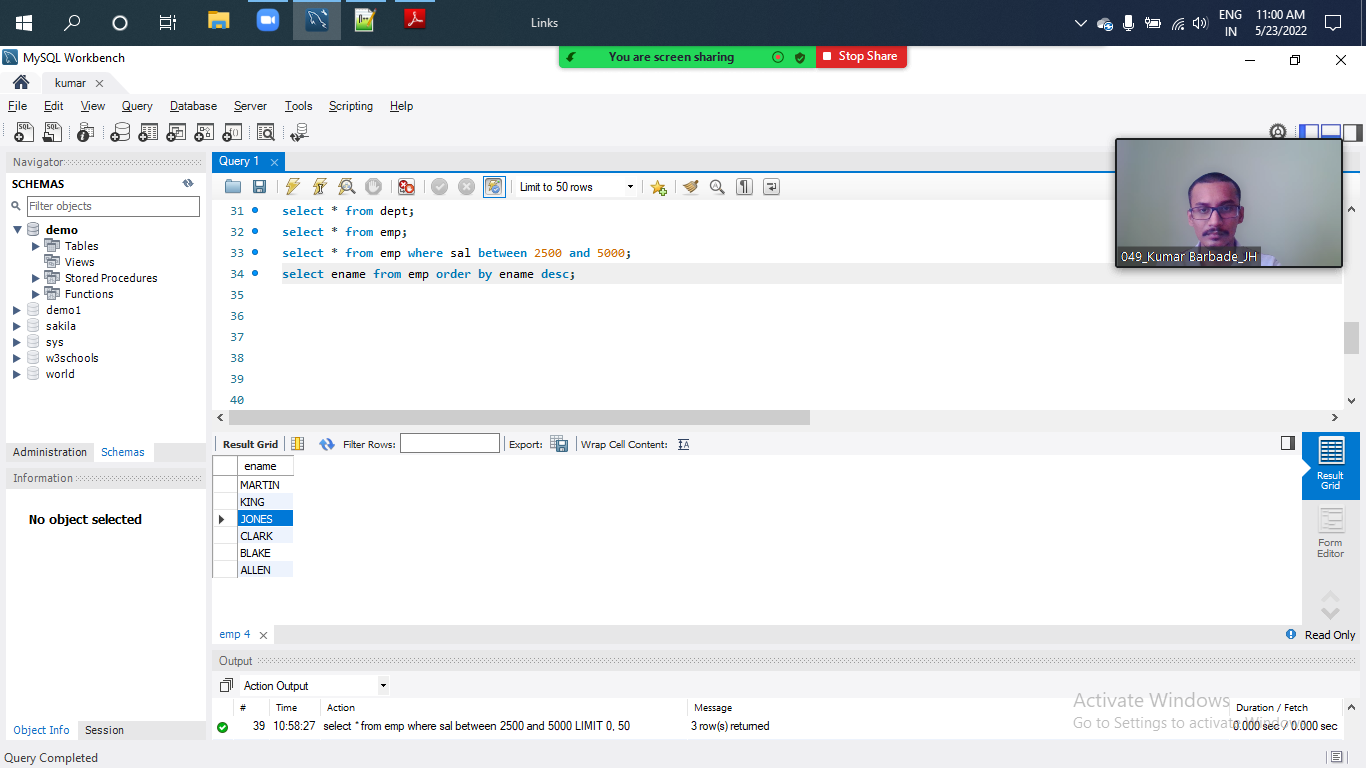 Links
ENG
IN
11:00 AM
5/23/2022
MySQL Workbench
You are screen sharing
Stop Share
kumar
File Edit View Query Database Server Tools Scripting Help
Navigator
SCHEMAS
Filter objects
demo
Tables
Views
Stored Procedures
Functions
demo1
sakila
sys
w3schools
world
Administration Schemas
Information
No object selected
Object Info Session
Query 1
Limit to 50 rows
31 select * from dept;
32 select * from emp;
33 select * from emp where sal between 2500 and 5000;
34 select ename from emp order by ename desc;
35
36
37
38
39
40
049_Kumar Barbade_JH
Result Grid Filter Rows: Export: Wrap Cell Content:
ename
MARTIN
KING
JONES
CLARK
BLAKE
ALLEN
Result
Grid
Form
Editor
emp 4
Read Only
Output
Action Output
# Time Action Message Duration / Fetch
39 10:58:27 select * from emp where sal between 2500 and 5000 LIMIT 0, 50 3 row(s) returned 0.000 sec / 0.000 sec
Activate Windows
Go to Settings to activate Windows.
Query Completed